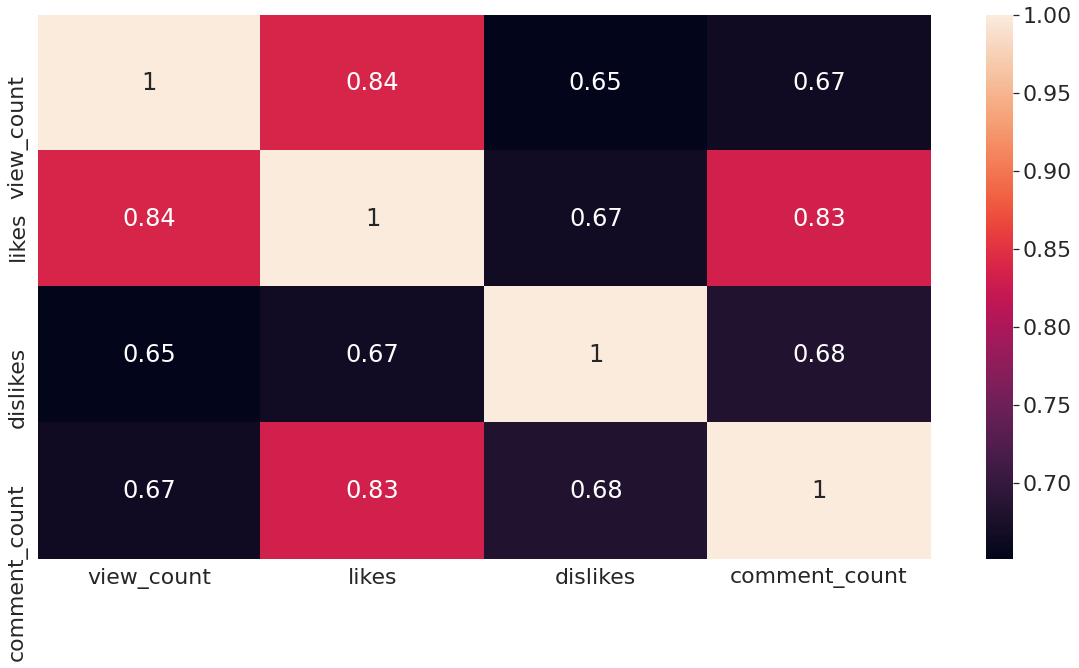 view_count
1 0.84 0.65 0.67
likes
0.84 1 0.67 0.83
dislikes
0.65 0.67 1 0.68
comment_count
0.67 0.83 0.68 1
view_count likes dislikes comment_count
1.00
0.95
0.90
0.85
0.80
0.75
0.70